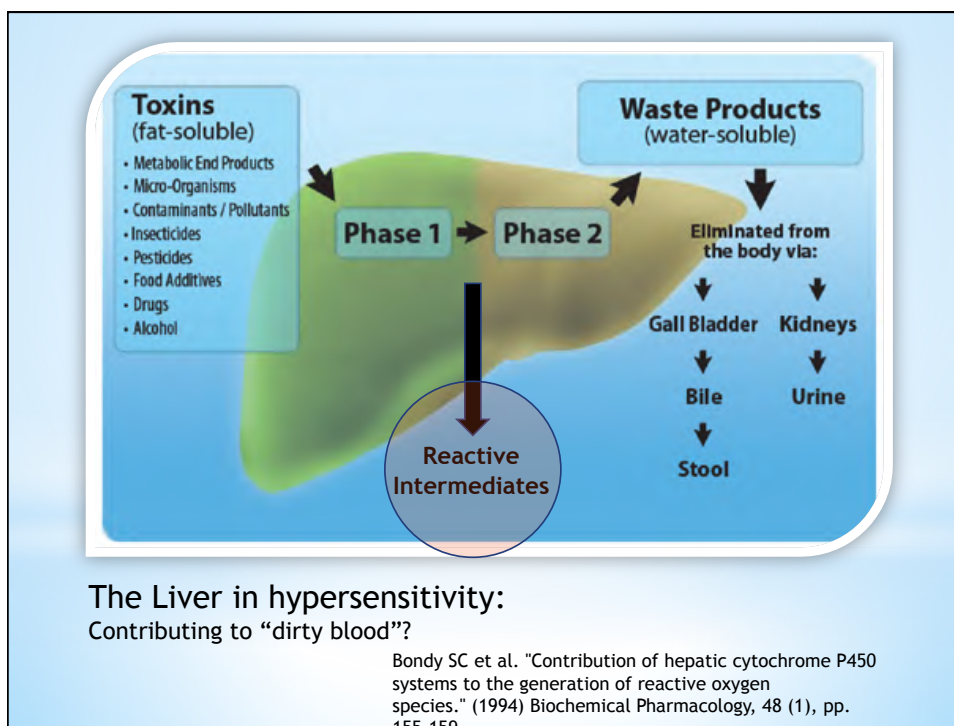 Toxins
(fat-soluble)
• Metabolic End Products
• Micro-Organisms
• Contaminants / Pollutants
• Insecticides
• Pesticides
• Food Additives
• Drugs
• Alcohol
Phase 1
Phase 2
Reactive
Intermediates
Waste Products
(water-soluble)
Eliminated from
the body via:
Gall Bladder
Bile
Stool
Kidneys
Urine
The Liver in hypersensitivity:
Contributing to “dirty blood”?
Bondy SC et al. "Contribution of hepatic cytochrome P450
systems to the generation of reactive oxygen
species." (1994) Biochemical Pharmacology, 48 (1), pp.
155-159